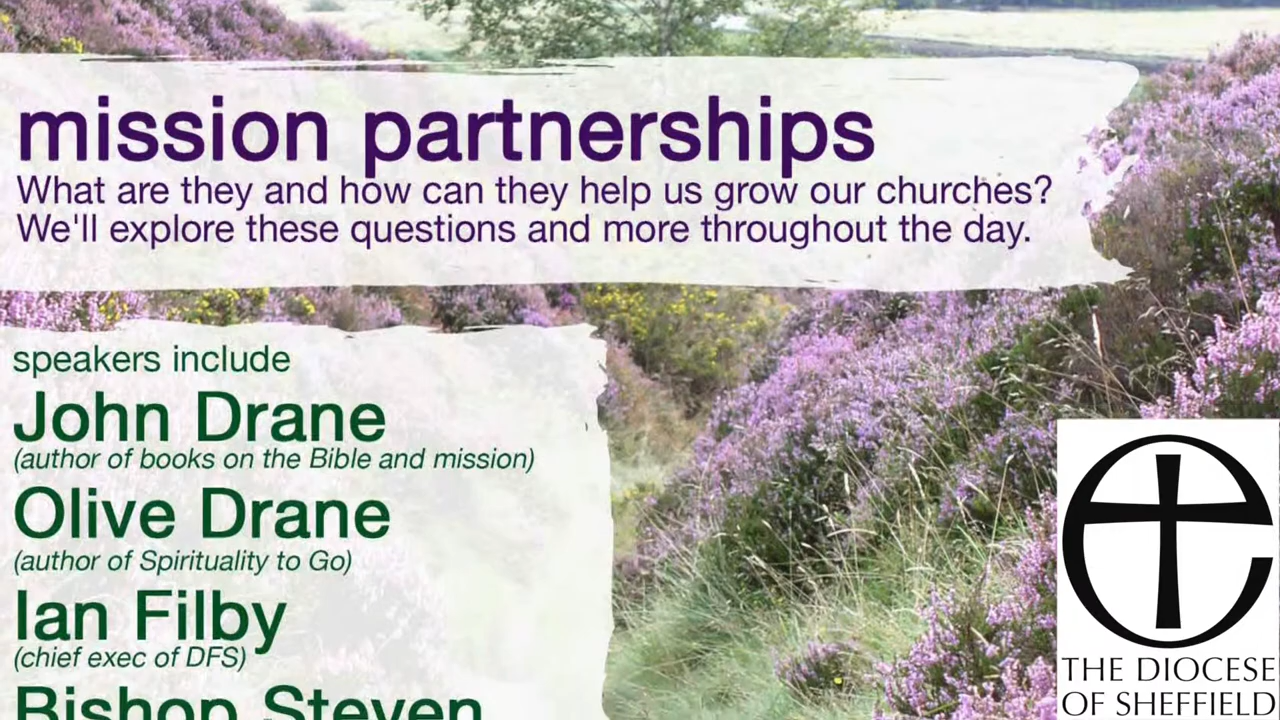 mission partnerships
What are they and how can they help us grow our churches?
We'll explore these questions and more throughout the day.
speakers include
John Drane
(author of books on the Bible and mission)
Olive Drane
(author of Spirituality to Go)
Ian Filby
(chief exec of DFS)
Bishop Steven
THE DIOCESE
OF SHEFFIELD